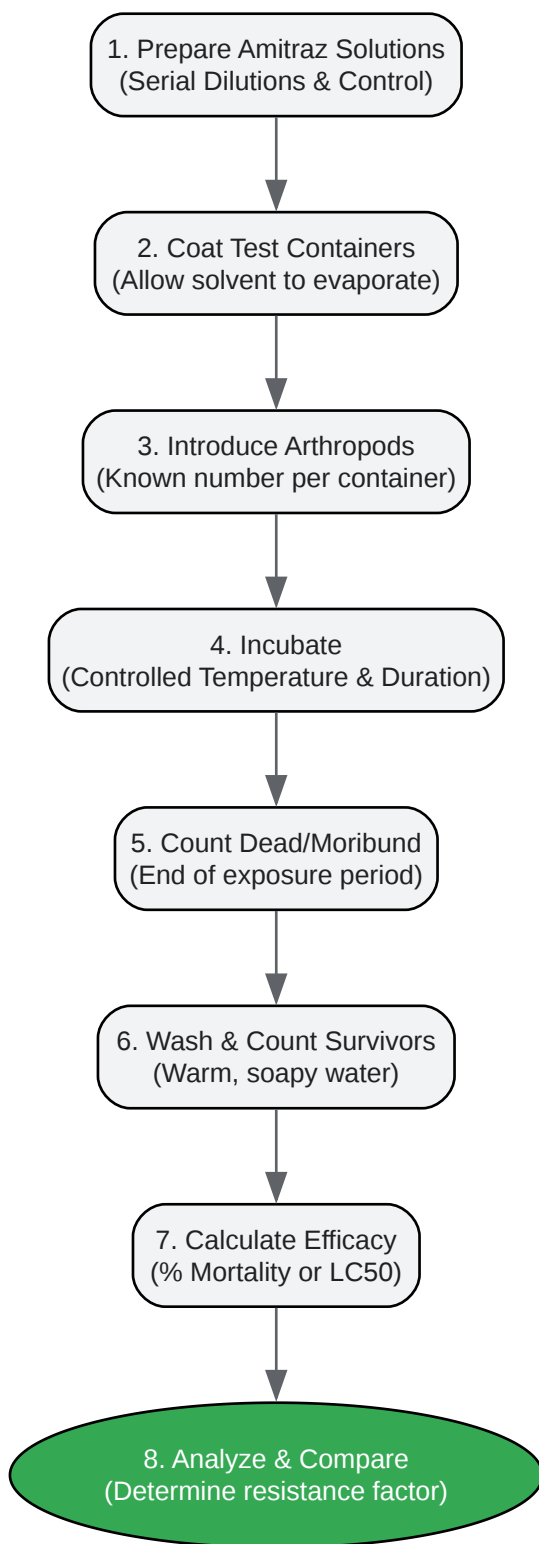 1. Prepare Amitraz Solutions
(Serial Dilutions & Control)
2. Coat Test Containers
(Allow solvent to evaporate)
3. Introduce Arthropods
(Known number per container)
4. Incubate
(Controlled Temperature & Duration)
5. Count Dead/Moribund
(End of exposure period)
6. Wash & Count Survivors
(Warm, soapy water)
7. Calculate Efficacy
(% Mortality or LC50)
8. Analyze & Compare
(Determine resistance factor)